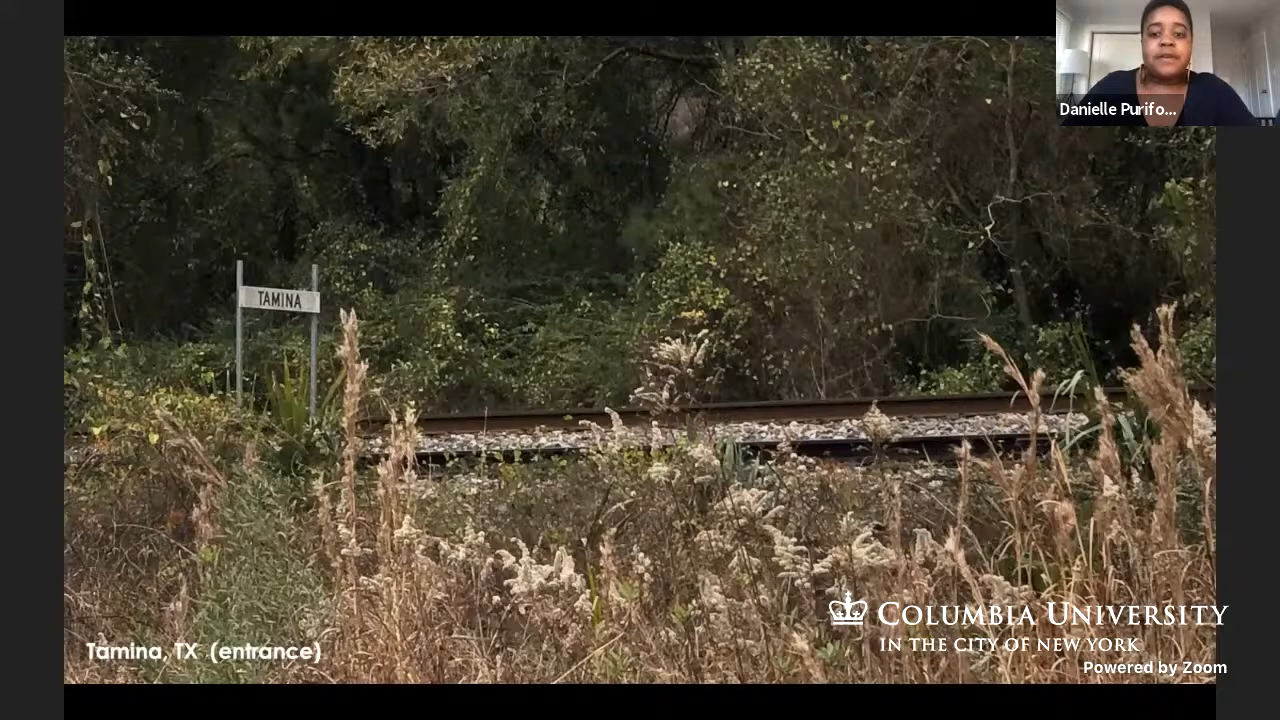 Danielle Purifo...
TAMINA
Tamina, TX (entrance)
COLUMBIA UNIVERSITY
IN THE CITY OF NEW YORK
Powered by Zoom